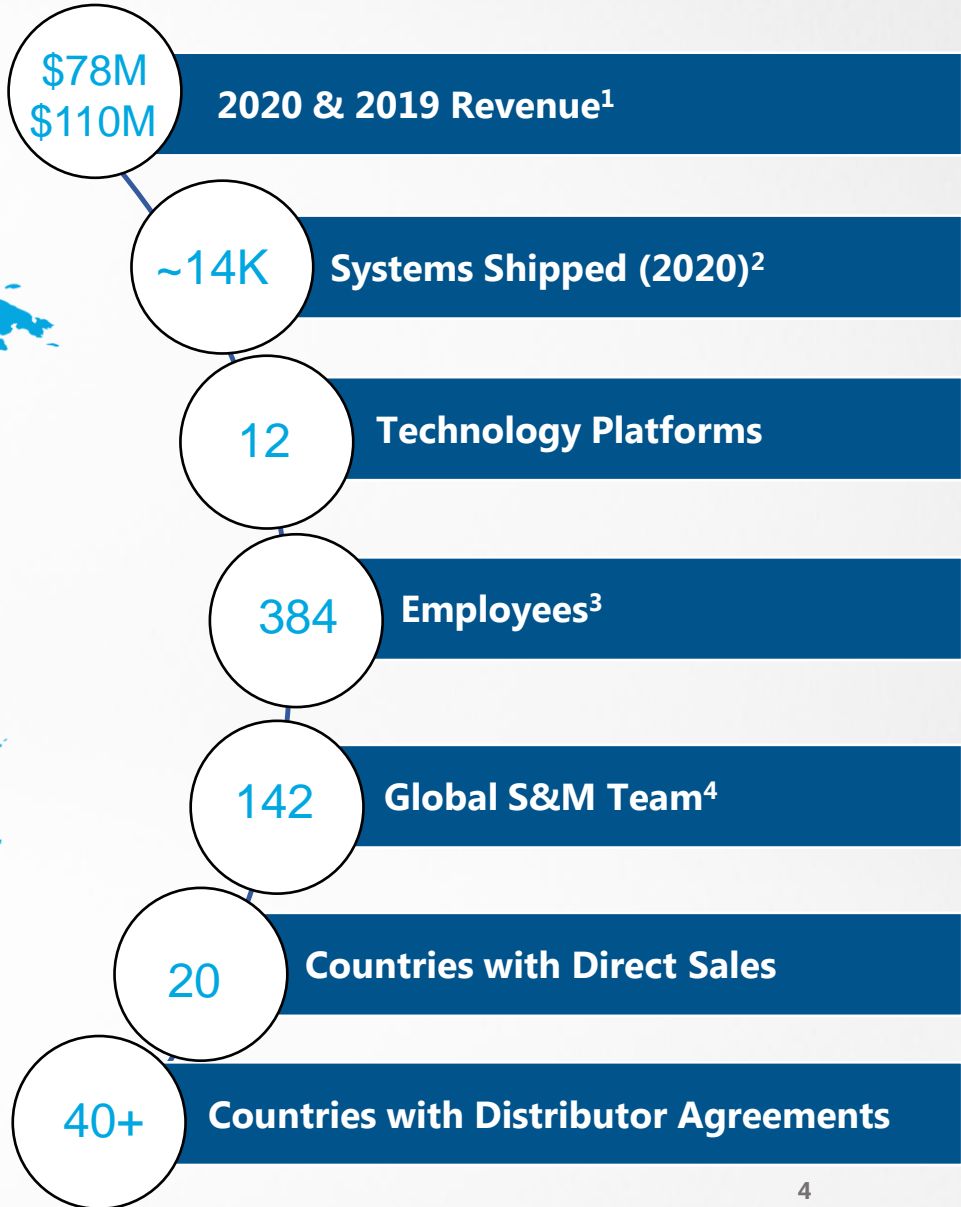 $78M
$110M
2020 & 2019 Revenue¹
~14K
Systems Shipped (2020)²
12
Technology Platforms
384
Employees³
142
Global S&M Team⁴
20
Countries with Direct Sales
40+
Countries with Distributor Agreements
4